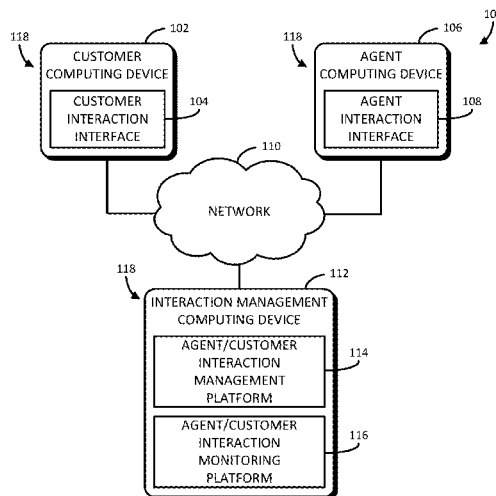 118
CUSTOMER
COMPUTING DEVICE
102
CUSTOMER
INTERACTION
INTERFACE
104
118
AGENT
COMPUTING DEVICE
106
AGENT
INTERACTION
INTERFACE
108
10
110
NETWORK
118
112
INTERACTION MANAGEMENT
COMPUTING DEVICE
AGENT/CUSTOMER
INTERACTION
MANAGEMENT
PLATFORM
114
AGENT/CUSTOMER
INTERACTION
MONITORING
PLATFORM
116